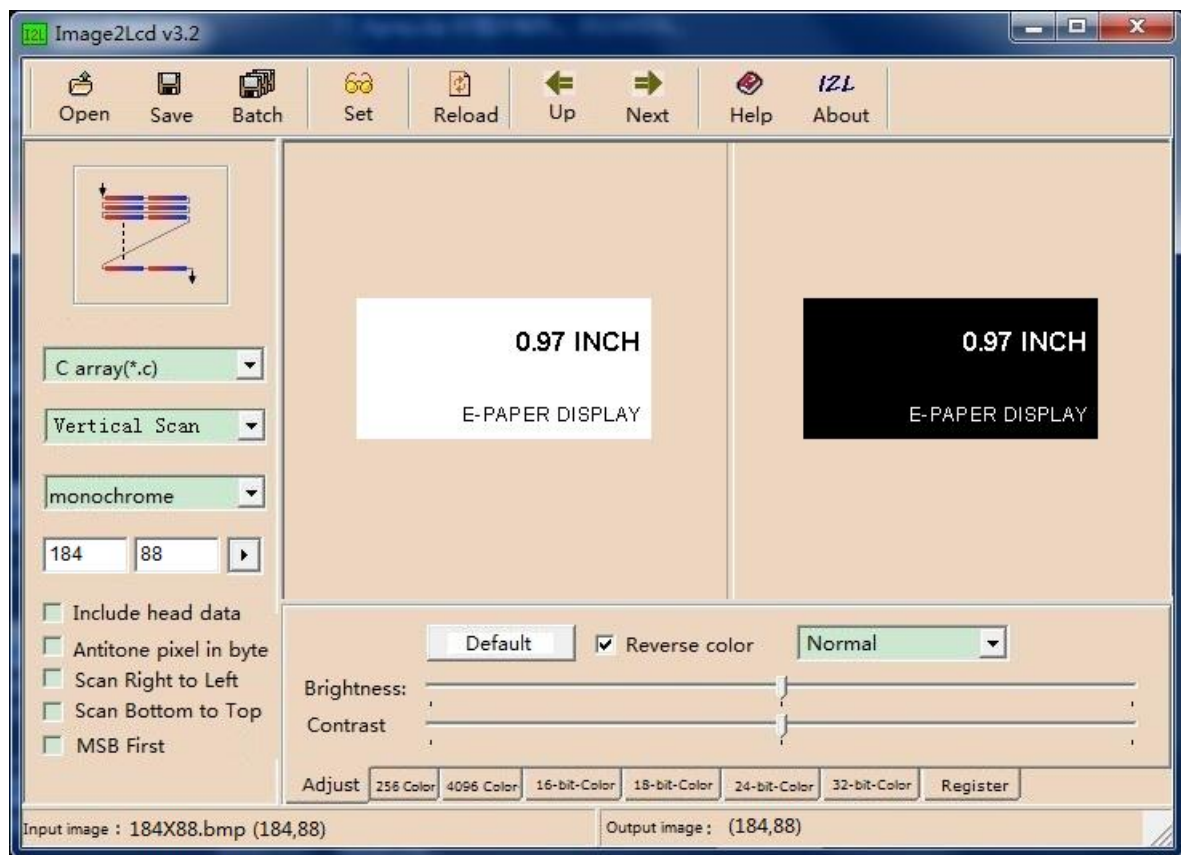 I2L Image2Lcd v3.2
Open Save Batch Set Reload Up Next Help I2L About
C array(*.c)
Vertical Scan
monochrome
184 88
Include head data
Antitone pixel in byte
Scan Right to Left
Scan Bottom to Top
MSB First
0.97 INCH
E-PAPER DISPLAY
0.97 INCH
E-PAPER DISPLAY
Default Reverse color Normal
Brightness:
Contrast
Adjust 256 Color 4096 Color 16-bit-Color 18-bit-Color 24-bit-Color 32-bit-Color Register
Input image : 184X88.bmp (184,88) Output image : (184,88)